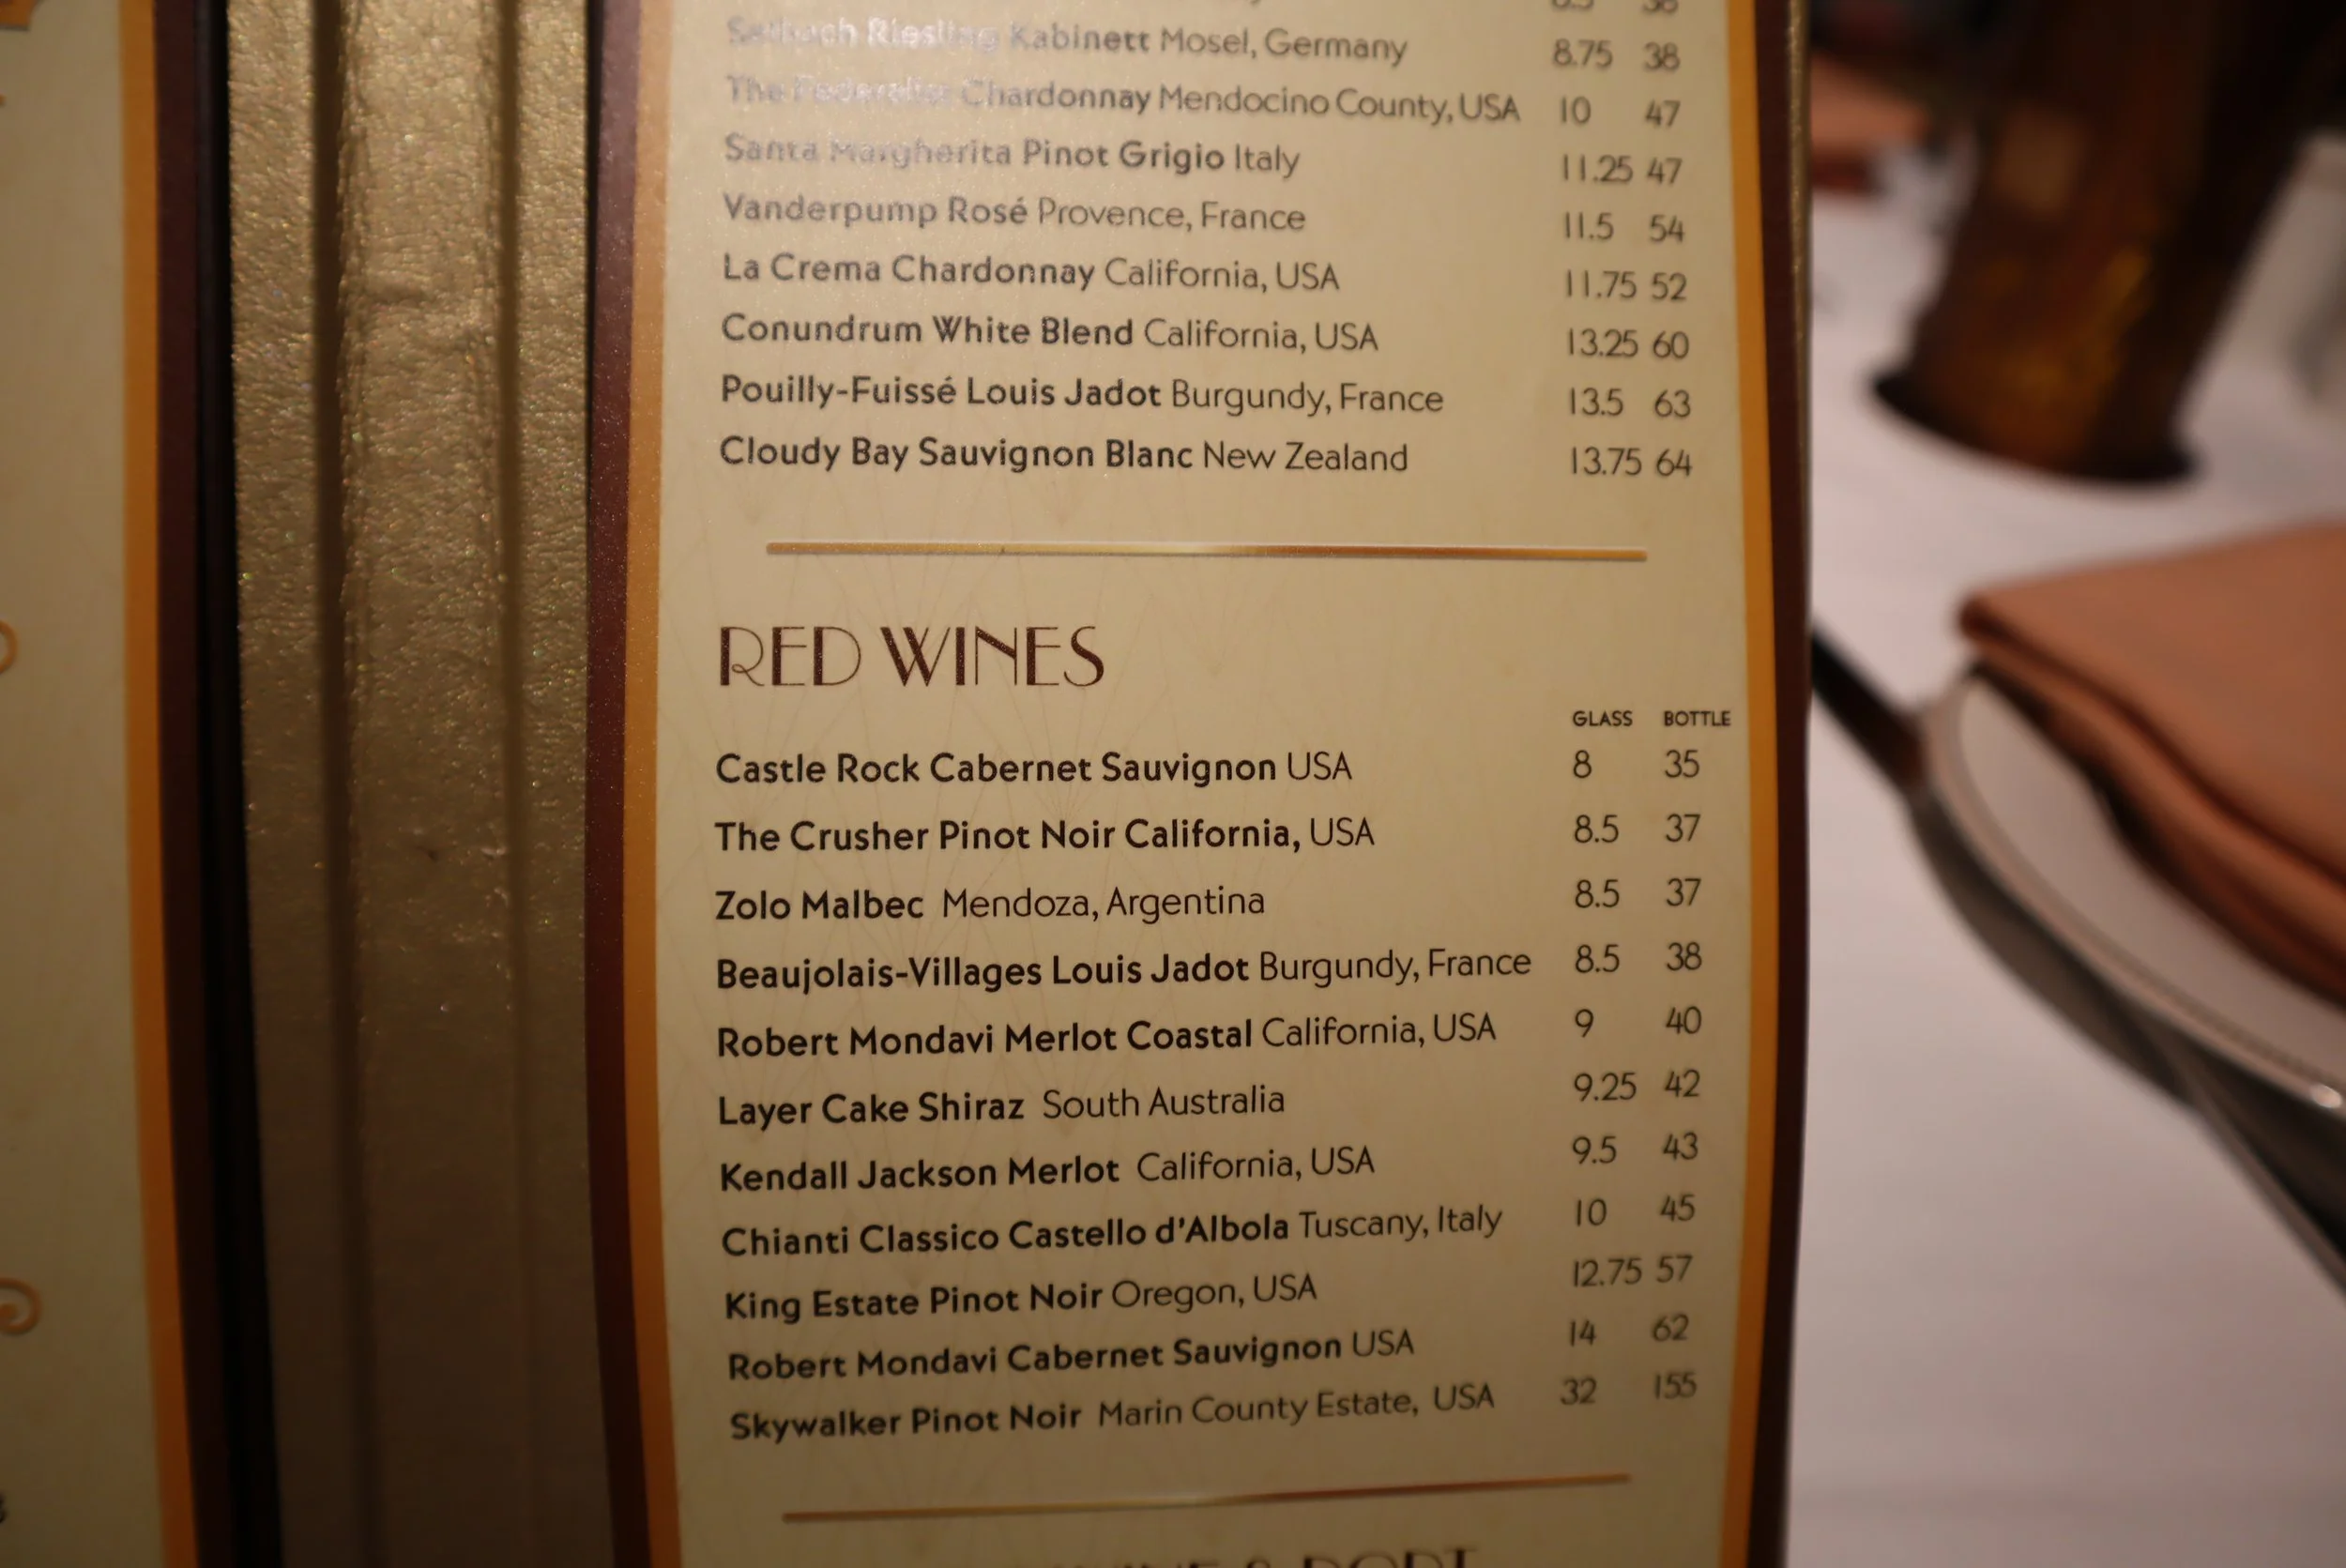 Selbach Riesling Kabinett Mosel, Germany 8.75 38
The Federalist Chardonnay Mendocino County, USA 10 47
Santa Margherita Pinot Grigio Italy 11.25 47
Vanderpump Rosé Provence, France 11.5 54
La Crema Chardonnay California, USA 11.75 52
Conundrum White Blend California, USA 13.25 60
Pouilly-Fuissé Louis Jadot Burgundy, France 13.5 63
Cloudy Bay Sauvignon Blanc New Zealand 13.75 64
RED WINES
GLASS BOTTLE
Castle Rock Cabernet Sauvignon USA 8 35
The Crusher Pinot Noir California, USA 8.5 37
Zolo Malbec Mendoza, Argentina 8.5 37
Beaujolais-Villages Louis Jadot Burgundy, France 8.5 38
Robert Mondavi Merlot Coastal California, USA 9 40
Layer Cake Shiraz South Australia 9.25 42
Kendall Jackson Merlot California, USA 9.5 43
Chianti Classico Castello d'Albola Tuscany, Italy 10 45
King Estate Pinot Noir Oregon, USA 12.75 57
Robert Mondavi Cabernet Sauvignon USA 14 62
Skywalker Pinot Noir Marin County Estate, USA 32 155